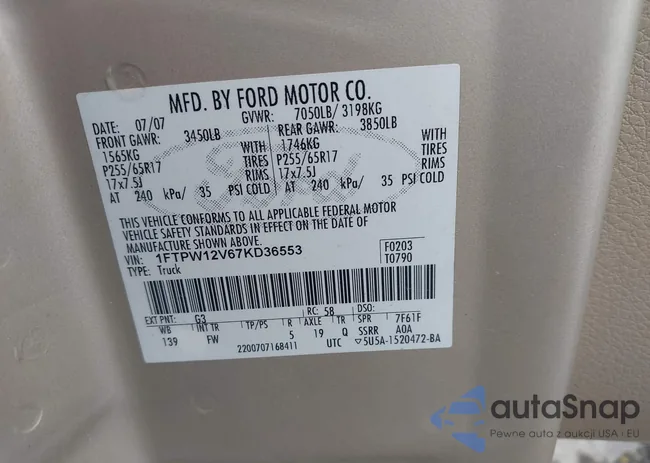 MFD. BY FORD MOTOR CO.
DATE: 07/07 GVWR: 7050LB/ 3198KG
FRONT GAWR: 3450LB REAR GAWR: 3850LB
1565KG WITH 1746KG WITH
P255/65R17 TIRES P255/65R17 TIRES
17x7.5J RIMS 17x7.5J RIMS
AT 240 kPa/ 35 PSI COLD AT 240 kPa/ 35 PSI COLD
Ford
THIS VEHICLE CONFORMS TO ALL APPLICABLE FEDERAL MOTOR
VEHICLE SAFETY STANDARDS IN EFFECT ON THE DATE OF
MANUFACTURE SHOWN ABOVE.
VIN: 1FTPW12V67KD36553 F0203
TYPE: Truck T0790
EXT PNT: G3 RC: 58 DSO:
WB INT TR TP/PS R AXLE TR SPR 7F61F
139 FW 5 19 Q SSRR A0A
2200707168411 UTC ▽5U5A-1520472-BA
autaSnap
Pewne auto z aukcji USA i EU